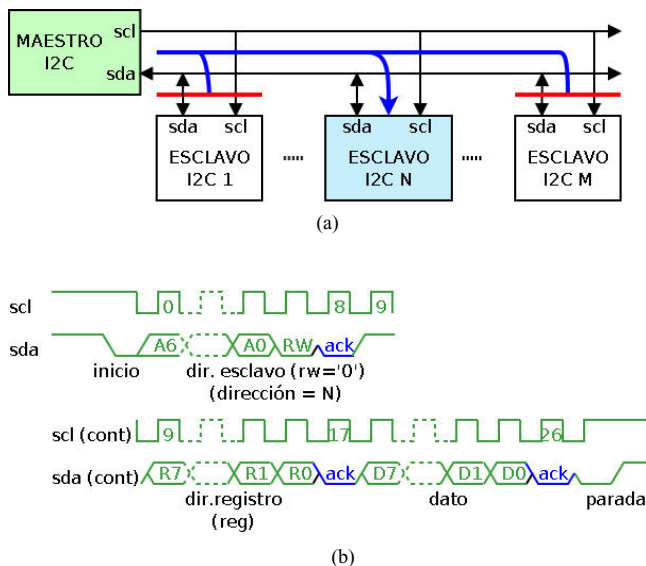 MAESTRO
I2C
scl
sda
sda scl
sda scl
sda scl
ESCLAVO
I2C 1
.....
ESCLAVO
I2C N
.....
ESCLAVO
I2C M
(a)
scl
0 8 9
sda
A6 A0 RW ack
inicio
dir. esclavo (rw='0')
(dirección = N)
scl (cont)
9 17 26
sda (cont)
R7 R1 R0 ack D7 D1 D0 ack
dir.registro
(reg)
dato
parada
(b)